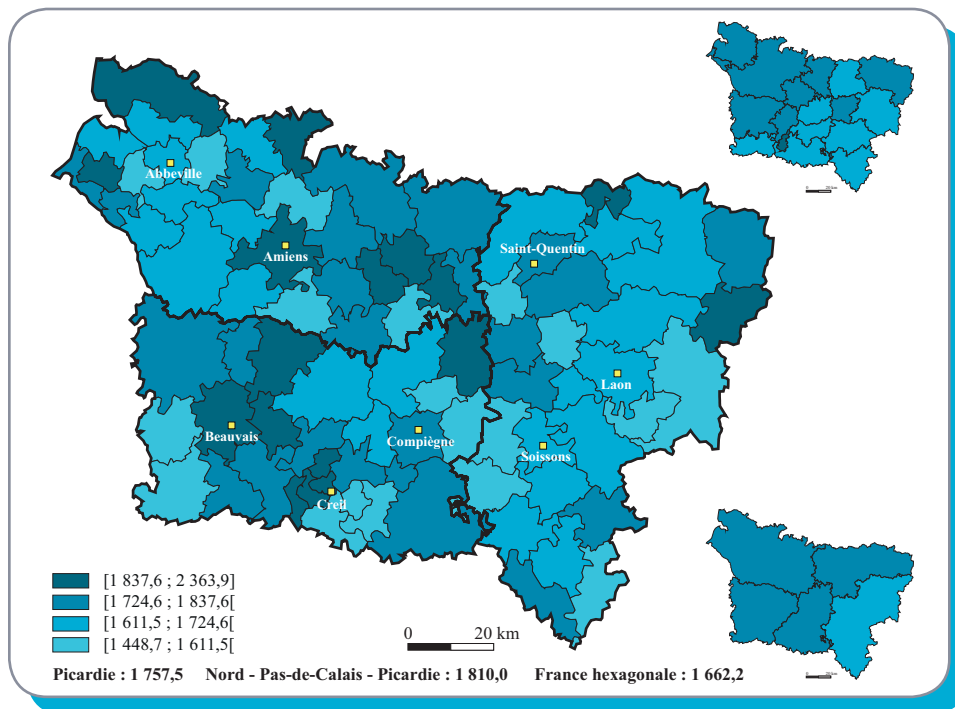 Abbeville
Amiens
Saint-Quentin
Laon
Beauvais
Compiègne
Soissons
Creil
[1 837,6 ; 2 363,9]
[1 724,6 ; 1 837,6[
[1 611,5 ; 1 724,6[
[1 448,7 ; 1 611,5[
0 20 km
Picardie : 1 757,5 Nord - Pas-de-Calais - Picardie : 1 810,0 France hexagonale : 1 662,2